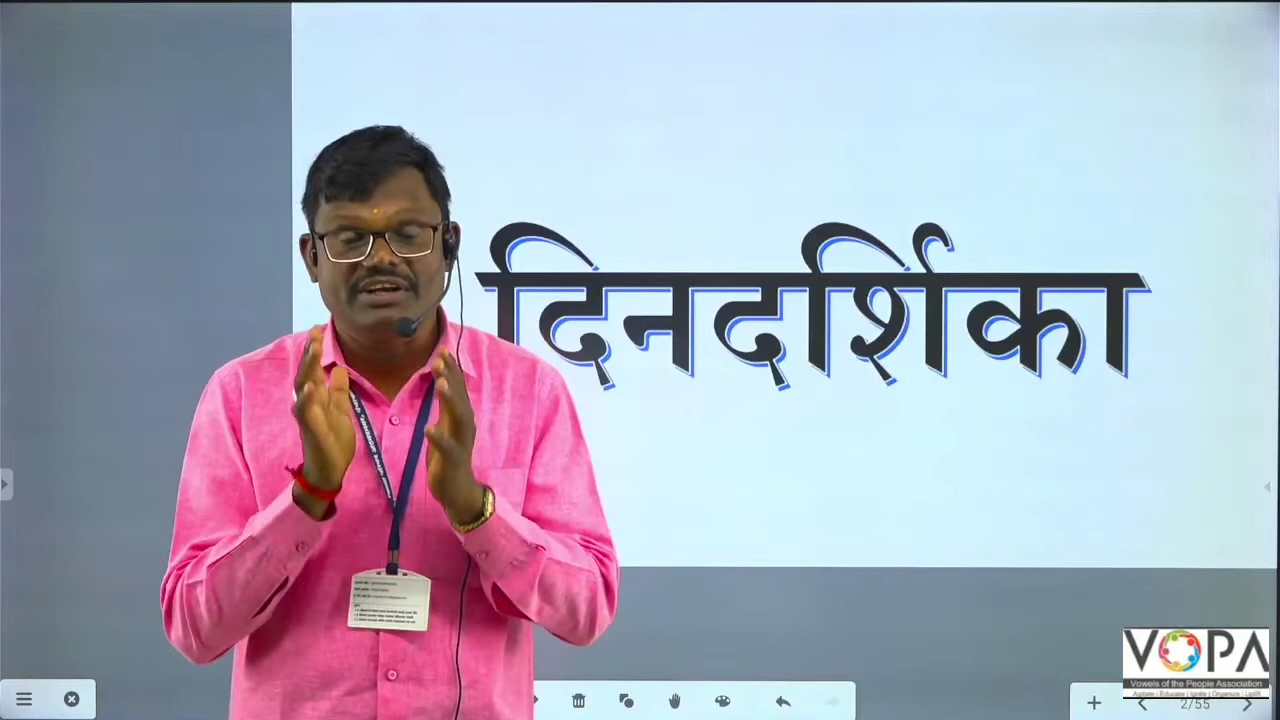 दिनदर्शिका
VOPA
Vowels of the People Association
Agitate | Educate | Ignite | Organize | Uplift
2/55